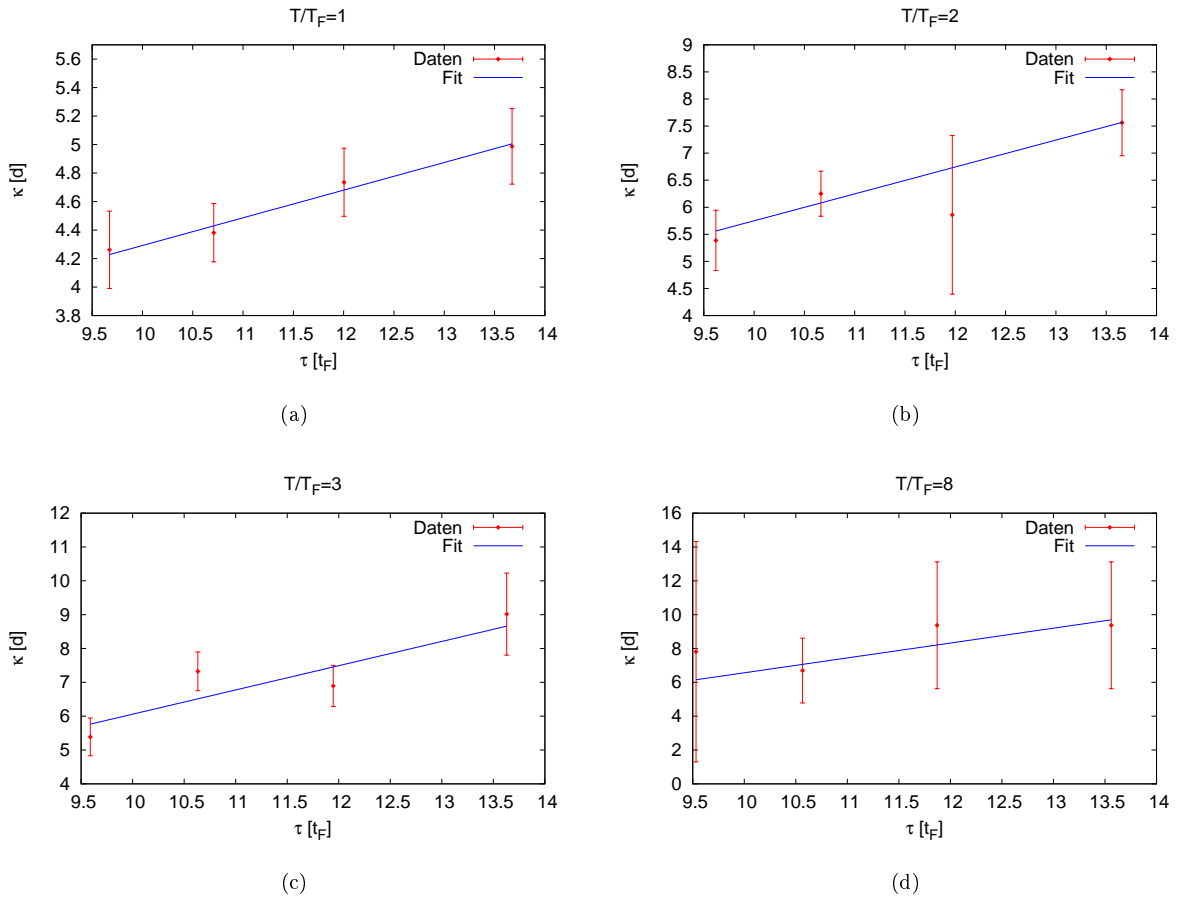 T/T_F=1
Daten
Fit
5.6
5.4
5.2
5
4.8
4.6
4.4
4.2
4
3.8
κ [d]
9.5 10 10.5 11 11.5 12 12.5 13 13.5 14
τ [t_F]
(a)
T/T_F=2
Daten
Fit
9
8.5
8
7.5
7
6.5
6
5.5
5
4.5
4
κ [d]
9.5 10 10.5 11 11.5 12 12.5 13 13.5 14
τ [t_F]
(b)
T/T_F=3
Daten
Fit
12
11
10
9
8
7
6
5
4
κ [d]
9.5 10 10.5 11 11.5 12 12.5 13 13.5 14
τ [t_F]
(c)
T/T_F=8
Daten
Fit
16
14
12
10
8
6
4
2
0
κ [d]
9.5 10 10.5 11 11.5 12 12.5 13 13.5 14
τ [t_F]
(d)